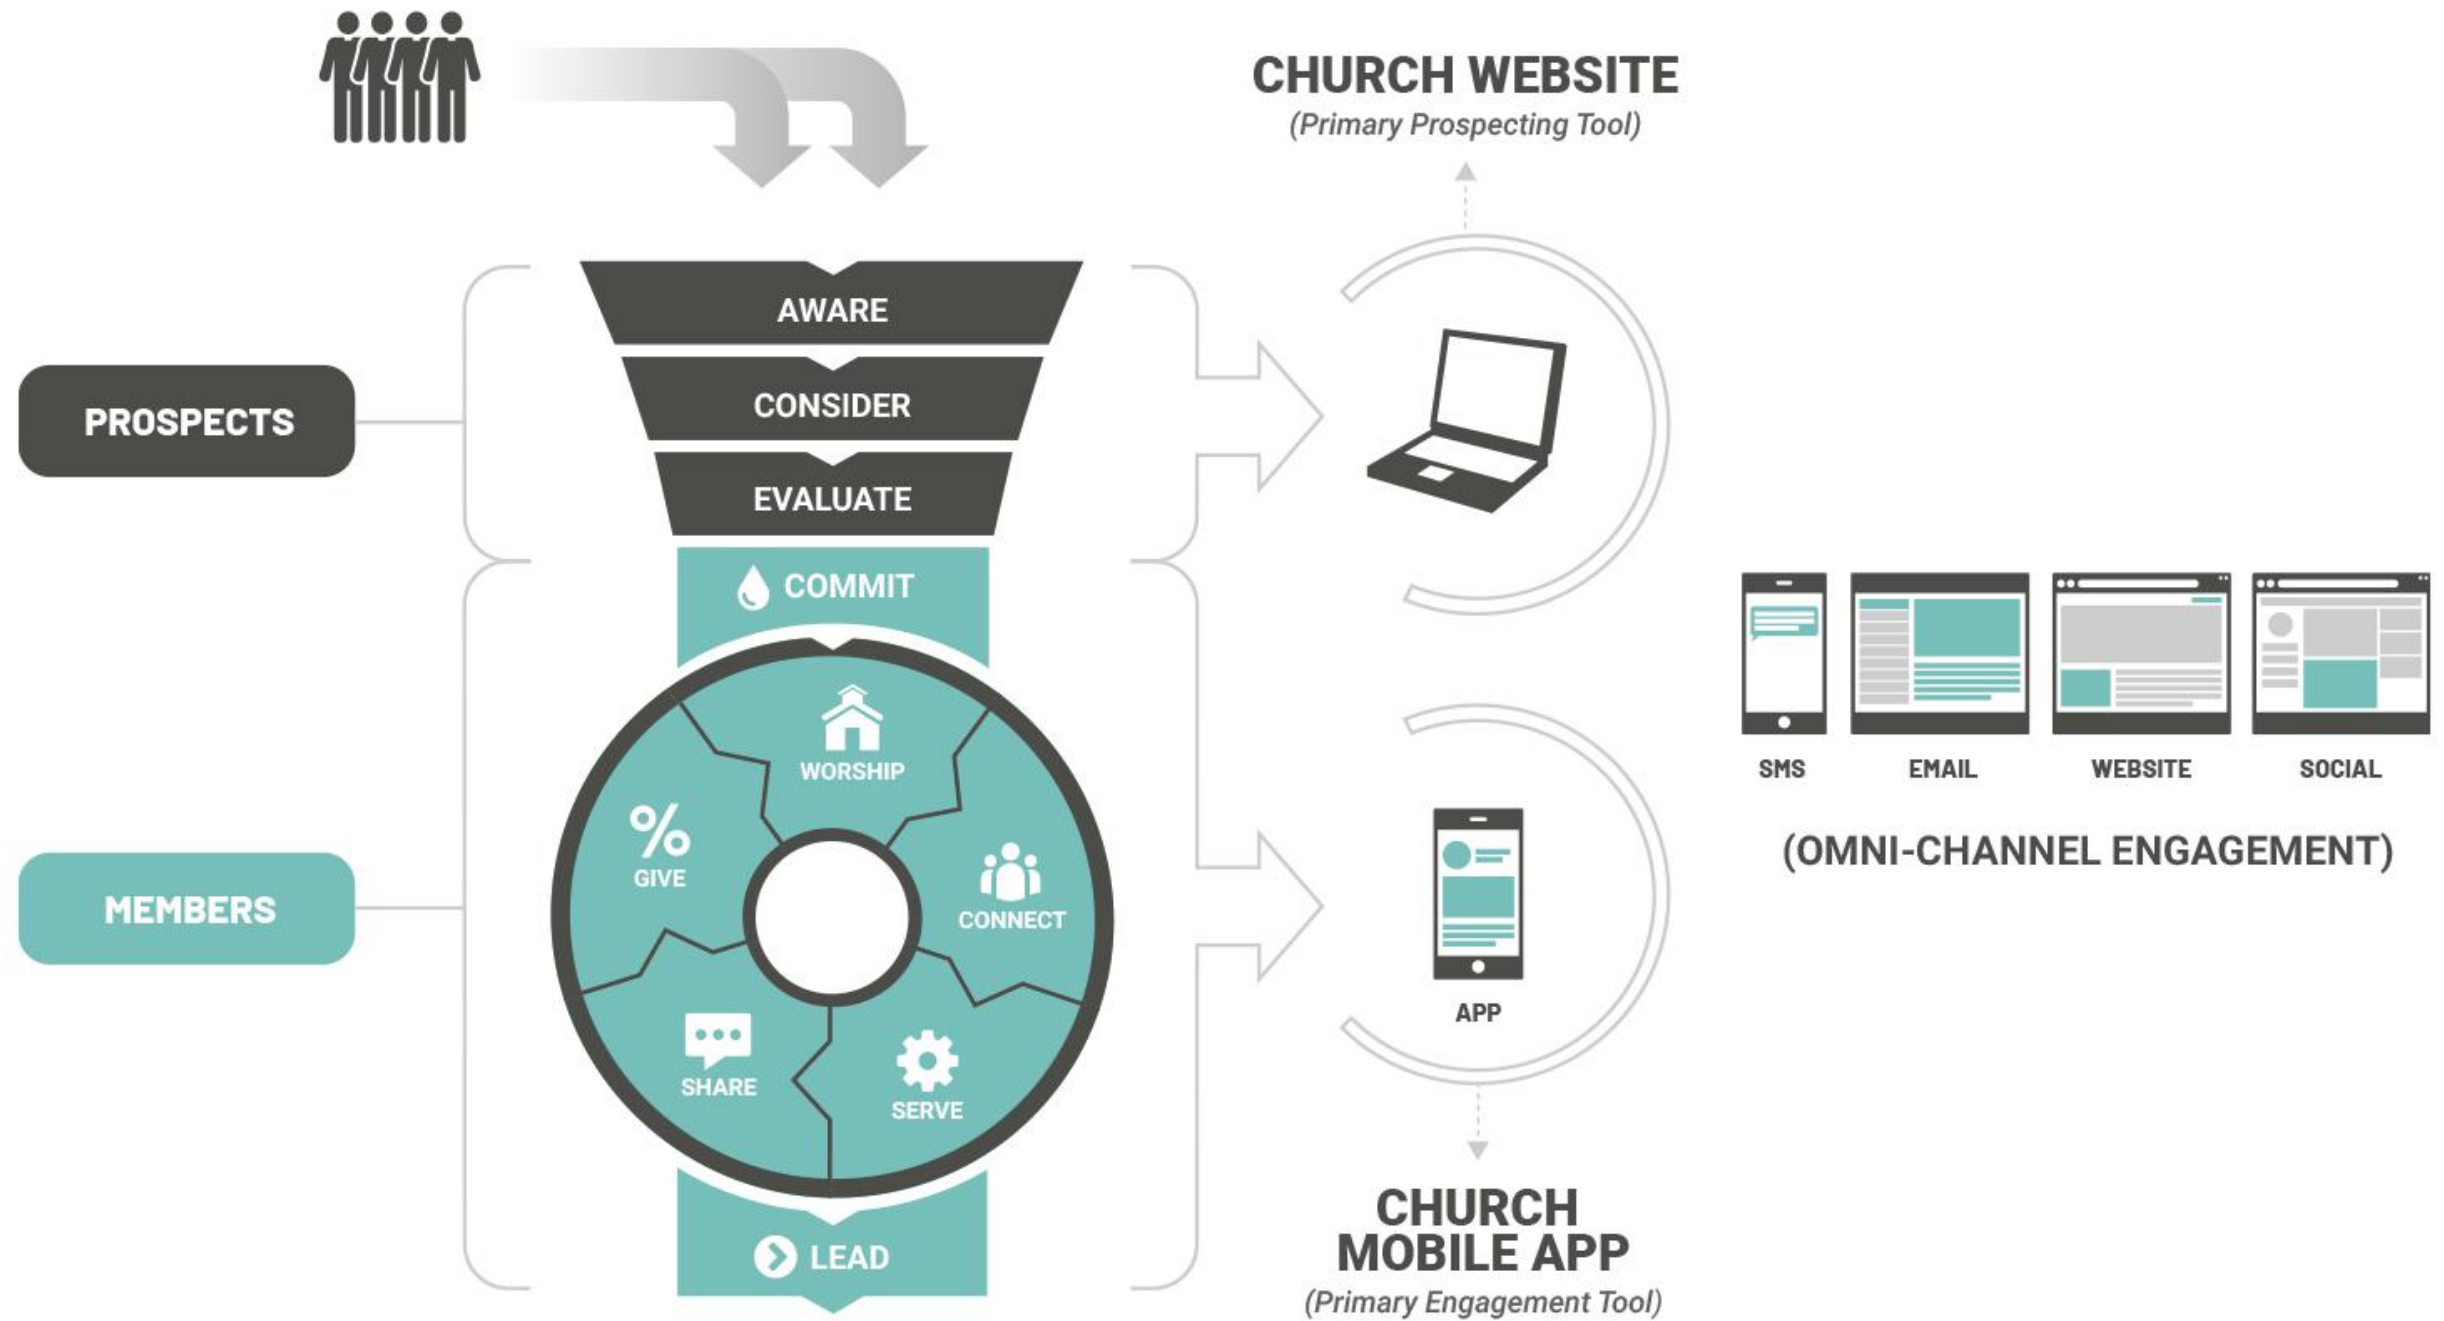 CHURCH WEBSITE
(Primary Prospecting Tool)
PROSPECTS
AWARE
CONSIDER
EVALUATE
COMMIT
MEMBERS
WORSHIP
CONNECT
SERVE
SHARE
GIVE
LEAD
APP
CHURCH
MOBILE APP
(Primary Engagement Tool)
SMS
EMAIL
WEBSITE
SOCIAL
(OMNI-CHANNEL ENGAGEMENT)
%